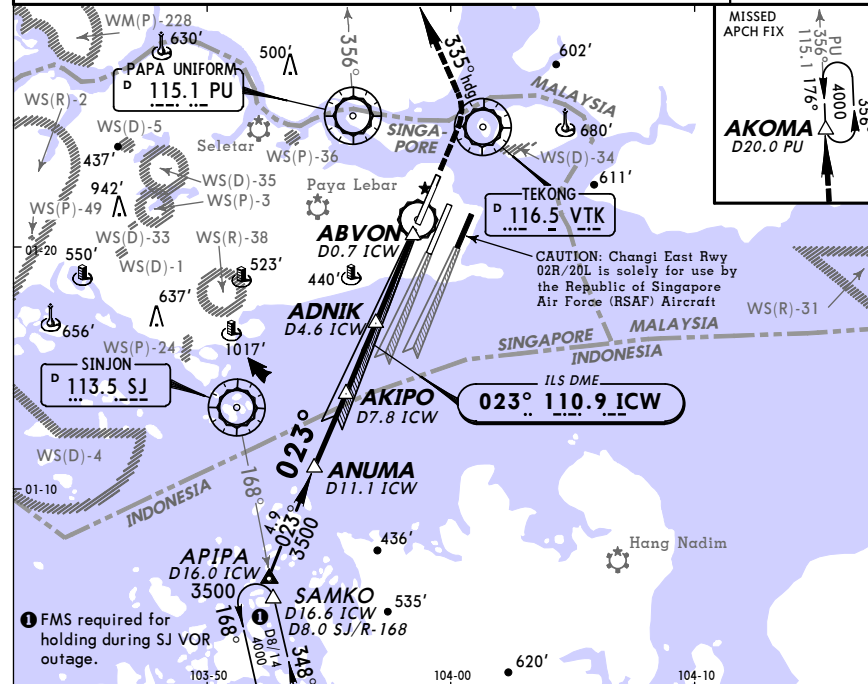 WM(P)-228
630'
500'
PAPA UNIFORM
D 115.1 PU
356°
335° hdg
602'
MALAYSIA
SINGA-
PORE
680'
MISSED
APCH FIX
PU
115.1
356°
176°
4000
356°
AKOMA
D20.0 PU
WS(R)-2
WS(D)-5
437'
Seletar
WS(P)-36
WS(D)-34
611'
WS(D)-35
942'
WS(P)-3
WS(P)-49
Paya Lebar
TEKONG
D 116.5 VTK
ABVON
D0.7 ICW
WS(D)-33
WS(R)-38
01-20
WS(D)-1
550'
523'
440'
CAUTION: Changi East Rwy
02R/20L is solely for use by
the Republic of Singapore
Air Force (RSAF) Aircraft
637'
ADNIK
D4.6 ICW
WS(R)-31
656'
1017'
WS(P)-24
SINGAPORE
MALAYSIA
INDONESIA
SINJON
D 113.5 SJ
ILS DME
023° 110.9 ICW
AKIPO
D7.8 ICW
023°
WS(D)-4
ANUMA
D11.1 ICW
168°
01-10
INDONESIA
4.9
023°
3500
436'
Hang Nadim
APIPA
D16.0 ICW
3500
SAMKO
D16.6 ICW
D8.0 SJ/R-168
535'
1 FMS required for
holding during SJ VOR
outage.
168°
1
D8/14
4000
348°
620'
103-50
104-00
104-10